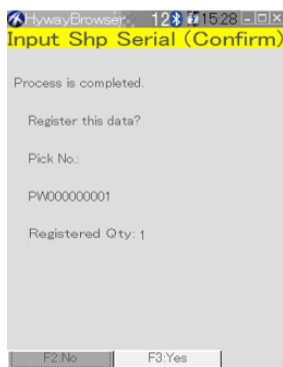 HywayBrowser 12 15:28
Input Shp Serial (Confirm)
Process is completed.
Register this data?
Pick No.:
PW000000001
Registered Qty: 1
F2:No F3:Yes